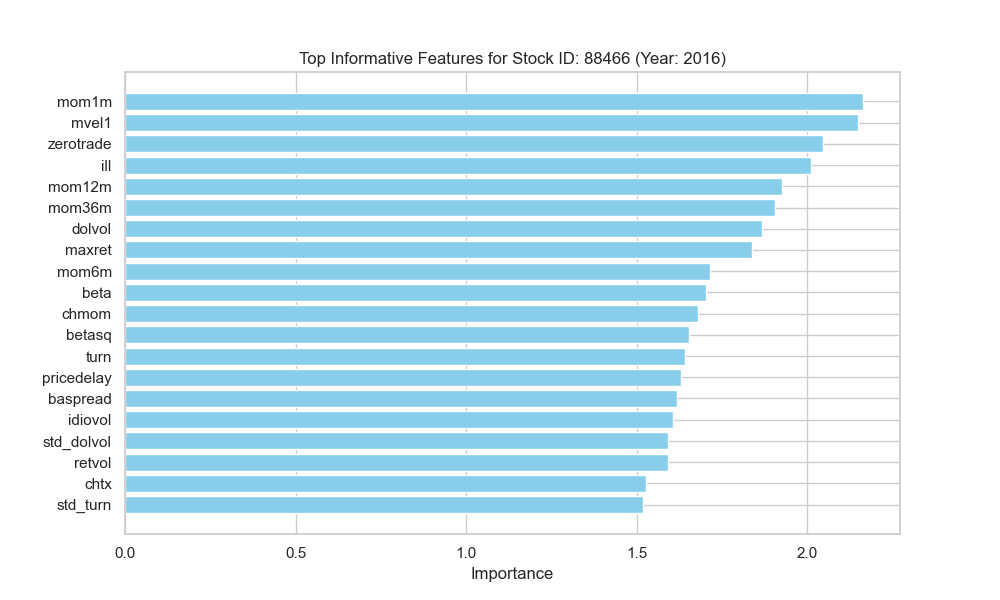 Top Informative Features for Stock ID: 88466 (Year: 2016)
mom1m
mvel1
zerotrade
ill
mom12m
mom36m
dolvol
maxret
mom6m
beta
chmom
betasq
turn
pricedelay
baspread
idiovol
std_dolvol
retvol
chtx
std_turn
0.0 0.5 1.0 1.5 2.0
Importance